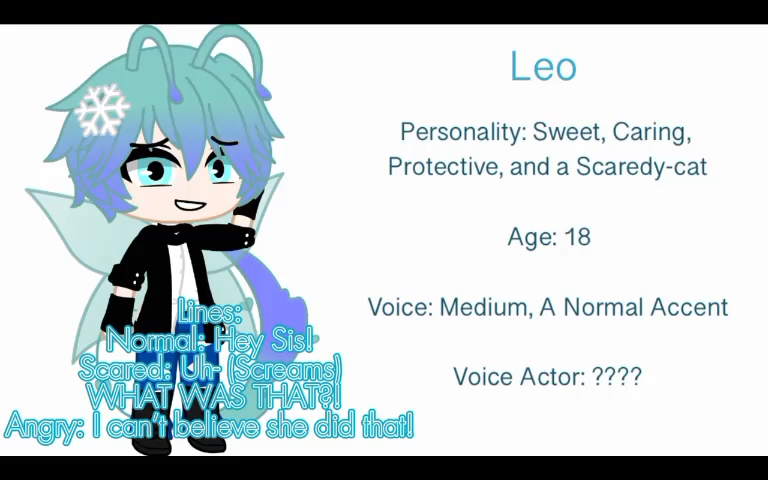 Leo
Personality: Sweet, Caring,
Protective, and a Scaredy-cat
Age: 18
Voice: Medium, A Normal Accent
Voice Actor: ????
Lines:
Normal: Hey Sis!
Scared: Uh- (Screams)
WHAT WAS THAT?!
Angry: I can't believe she did that!